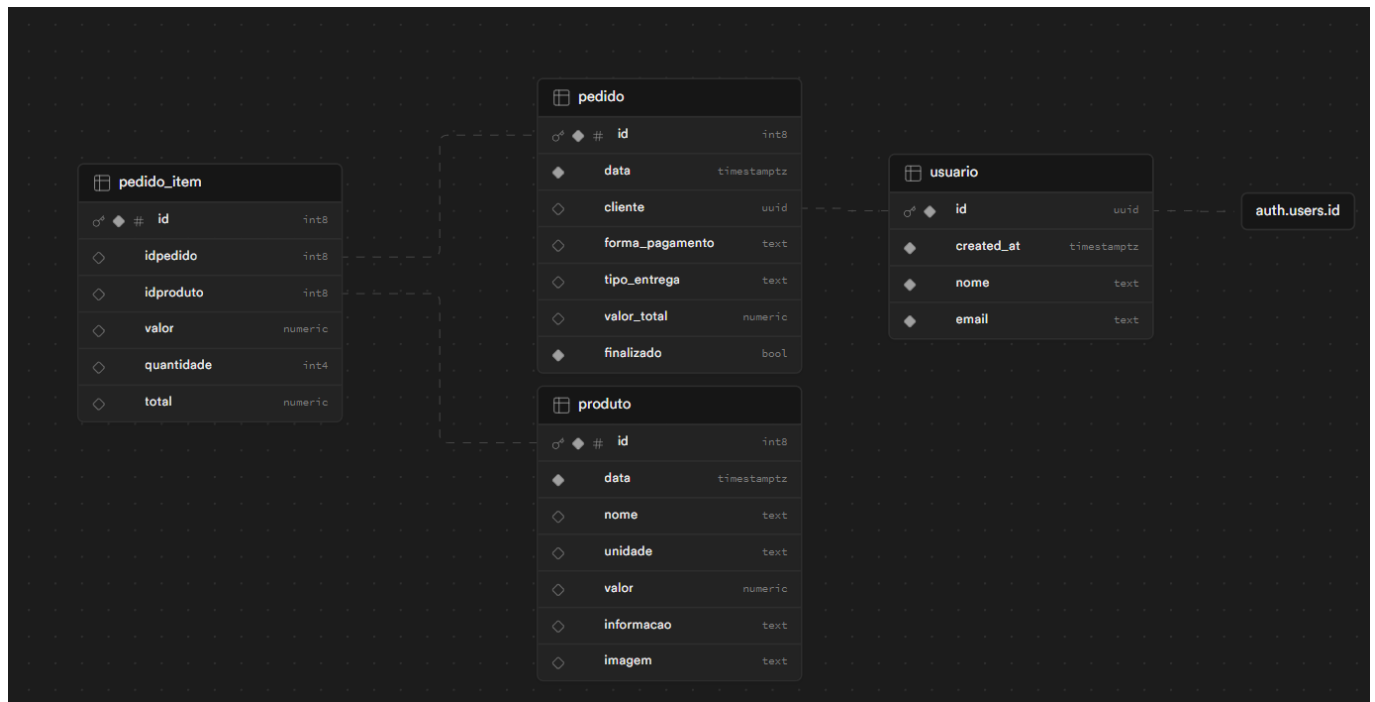 pedido_item
id int8
idpedido int8
idproduto int8
valor numeric
quantidade int4
total numeric
pedido
# id int8
data timestamptz
cliente uuid
forma_pagamento text
tipo_entrega text
valor_total numeric
finalizado bool
produto
# id int8
data timestamptz
nome text
unidade text
valor numeric
informacao text
imagem text
usuario
id uuid
created_at timestamptz
nome text
email text
auth.users.id